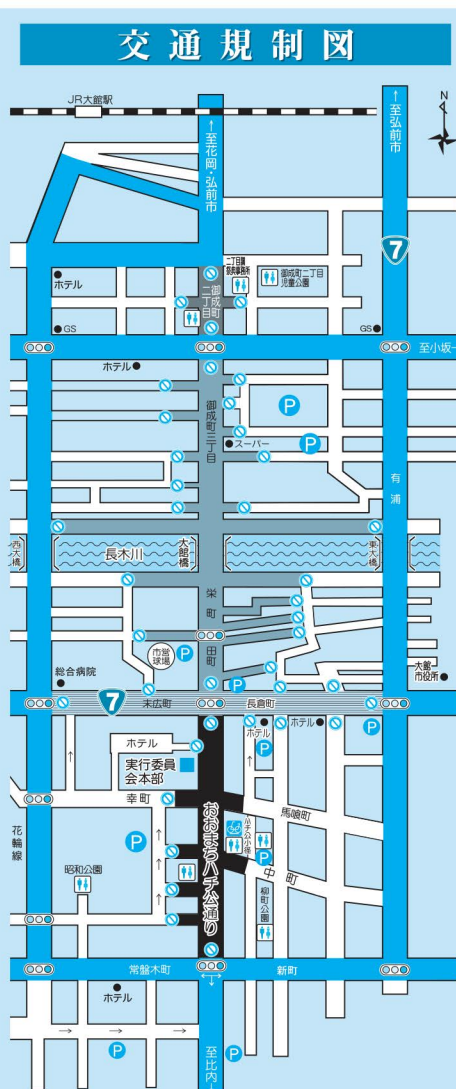 交通規制図
JR大館駅
N
↑至花岡・弘前市
↑至弘前市
7
ホテル
御成町二丁目
御成町二丁目
児童公園
GS
GS
至小坂→
ホテル
御成町三丁目
P
スーパー
P
有浦
西大橋
長木川
大館橋
東大橋
栄町
田町
市営球場
P
総合病院
大館市役所
P
7
末広町
長倉町
P
ホテル
ホテル
ホテル
P
実行委員
会本部
幸町
馬喰町
おおまちハチ公通り
ハチ公小径
P
P
中町
花輪線
昭和公園
柳町公園
常盤木町
新町
ホテル
P
P
至比内